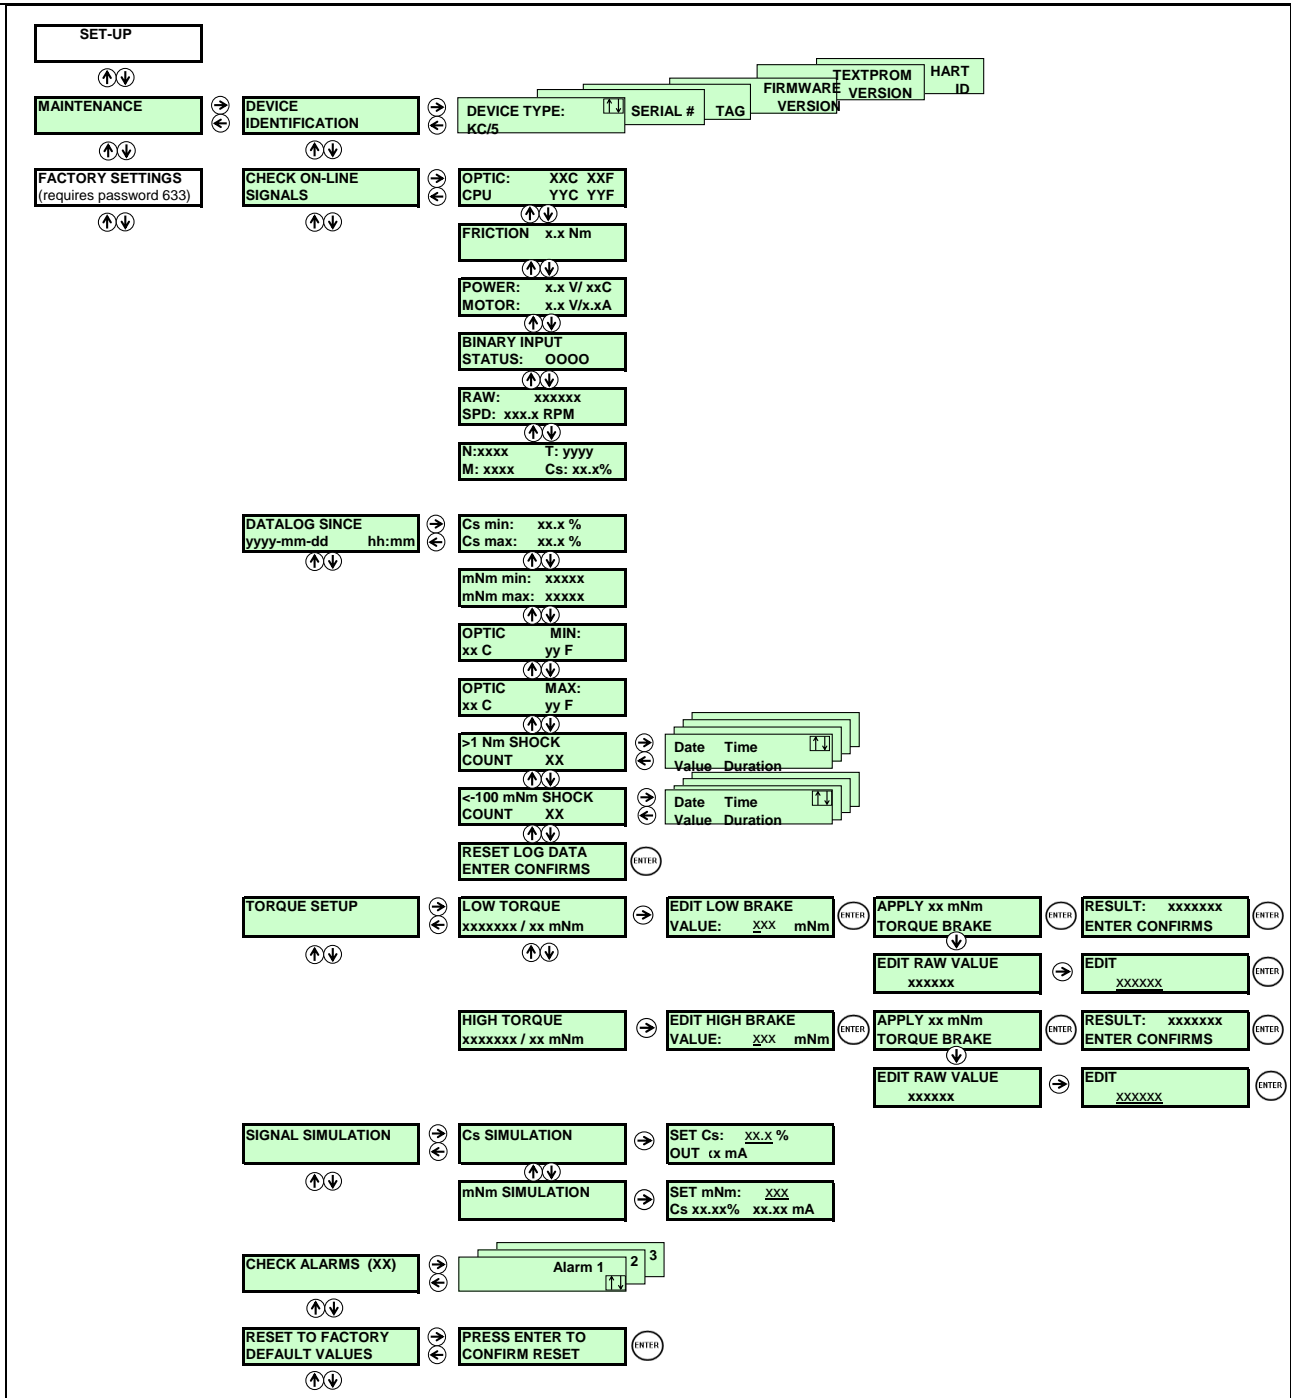 SET-UP
MAINTENANCE
DEVICE
IDENTIFICATION
DEVICE TYPE:
KC/5
SERIAL #
TAG
FIRMWARE
VERSION
TEXTPROM
VERSION
HART
ID
FACTORY SETTINGS
(requires password 633)
CHECK ON-LINE
SIGNALS
OPTIC: XXC XXF
CPU YYC YYF
FRICTION x.x Nm
POWER: x.x V/ xxC
MOTOR: x.x V/x.xA
BINARY INPUT
STATUS: OOOO
RAW: xxxxxx
SPD: xxx.x RPM
N:xxxx T: yyyy
M: xxxx Cs: xx.x%
DATALOG SINCE
yyyy-mm-dd hh:mm
Cs min: xx.x %
Cs max: xx.x %
mNm min: xxxxx
mNm max: xxxxx
OPTIC MIN:
xx C yy F
OPTIC MAX:
xx C yy F
>1 Nm SHOCK
COUNT XX
Date Time
Value Duration
<-100 mNm SHOCK
COUNT XX
Date Time
Value Duration
RESET LOG DATA
ENTER CONFIRMS
ENTER
TORQUE SETUP
LOW TORQUE
xxxxxxx / xx mNm
EDIT LOW BRAKE
VALUE: xxx mNm
ENTER
APPLY xx mNm
TORQUE BRAKE
ENTER
RESULT: xxxxxxx
ENTER CONFIRMS
ENTER
EDIT RAW VALUE
xxxxxx
EDIT
xxxxxx
ENTER
HIGH TORQUE
xxxxxxx / xx mNm
EDIT HIGH BRAKE
VALUE: xxx mNm
ENTER
APPLY xx mNm
TORQUE BRAKE
ENTER
RESULT: xxxxxxx
ENTER CONFIRMS
ENTER
EDIT RAW VALUE
xxxxxx
EDIT
xxxxxx
ENTER
SIGNAL SIMULATION
Cs SIMULATION
SET Cs: xx.x %
OUT x mA
mNm SIMULATION
SET mNm: xxx
Cs xx.xx% xx.xx mA
CHECK ALARMS (XX)
Alarm 1
2
3
RESET TO FACTORY
DEFAULT VALUES
PRESS ENTER TO
CONFIRM RESET
ENTER